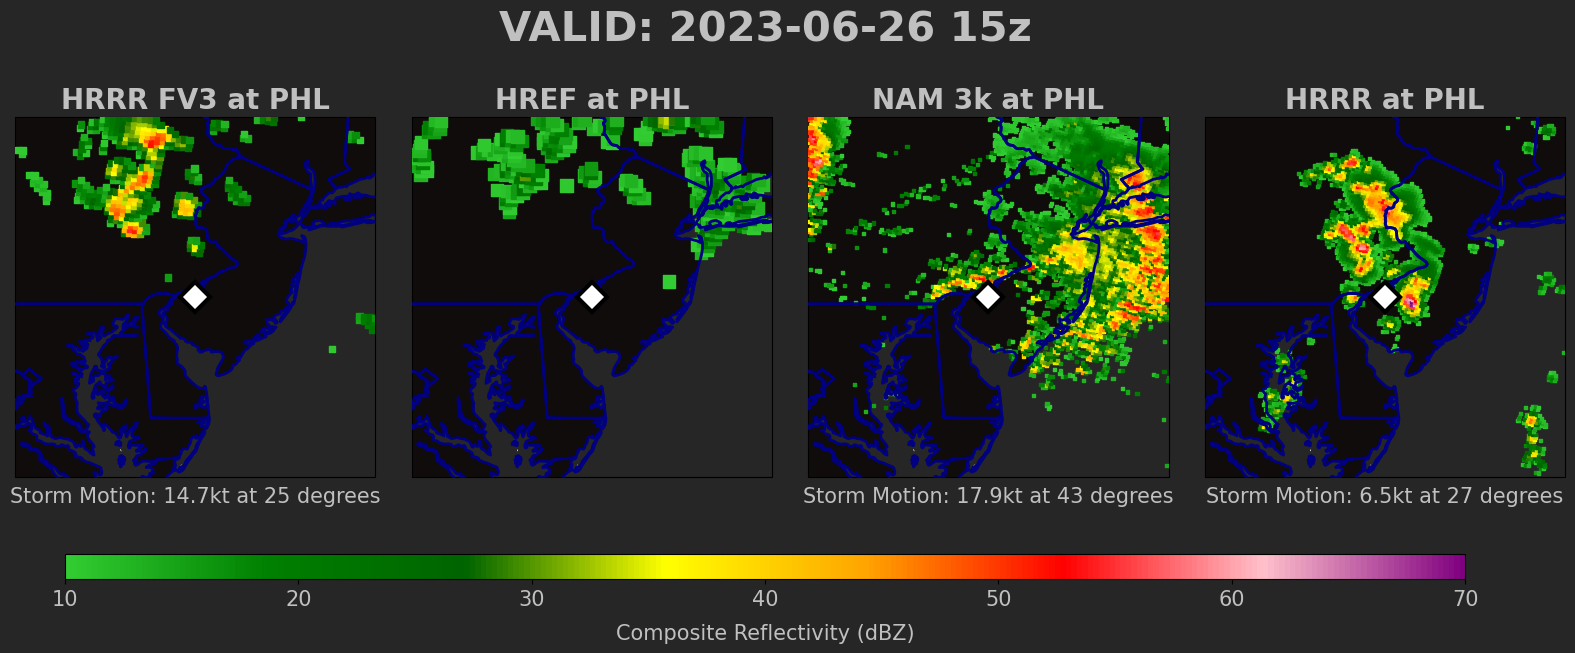 VALID: 2023-06-26 15z
HRRR FV3 at PHL
HREF at PHL
NAM 3k at PHL
HRRR at PHL
Storm Motion: 14.7kt at 25 degrees
Storm Motion: 17.9kt at 43 degrees
Storm Motion: 6.5kt at 27 degrees
10 20 30 40 50 60 70
Composite Reflectivity (dBZ)